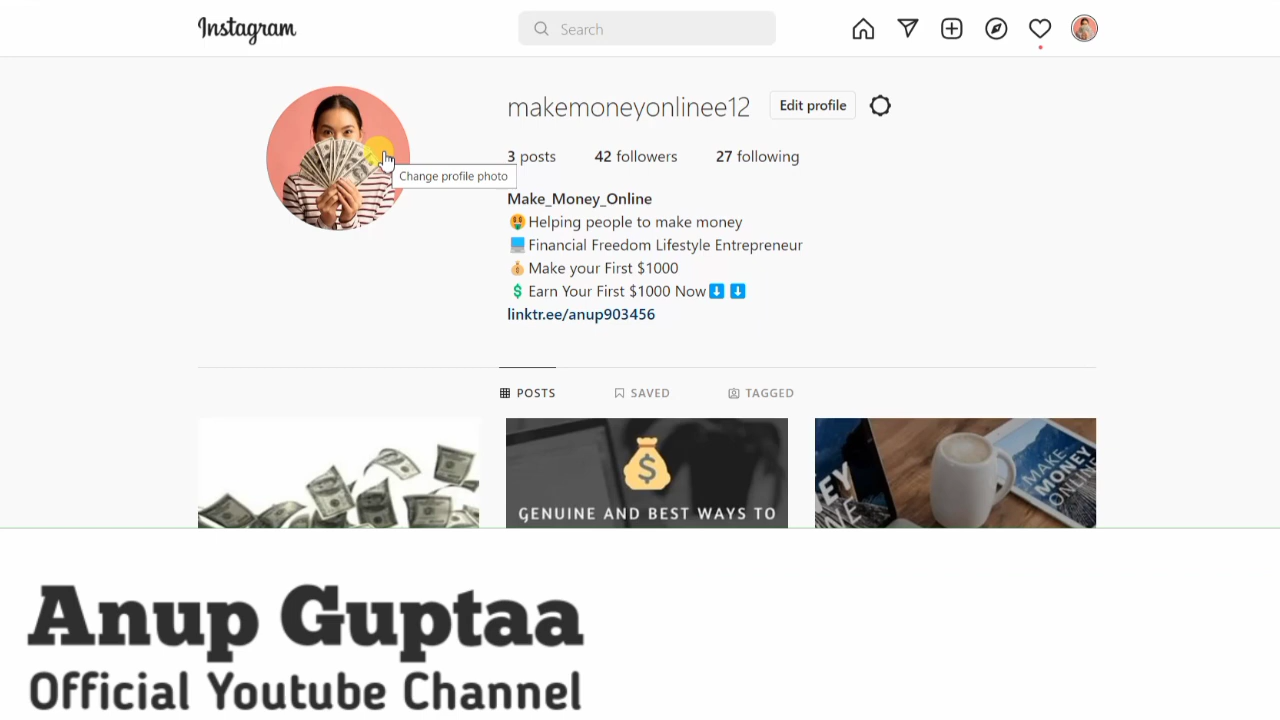 Instagram
Search
makemoneyonlinee12
Edit profile
3 posts 42 followers 27 following
Change profile photo
Make_Money_Online
🤑Helping people to make money
💻Financial Freedom Lifestyle Entrepreneur
💰Make your First $1000
💲Earn Your First $1000 Now⬇️⬇️
linktr.ee/anup903456
POSTS SAVED TAGGED
GENUINE AND BEST WAYS TO
MAKE
MONEY
ONLINE
Anup Guptaa
Official Youtube Channel